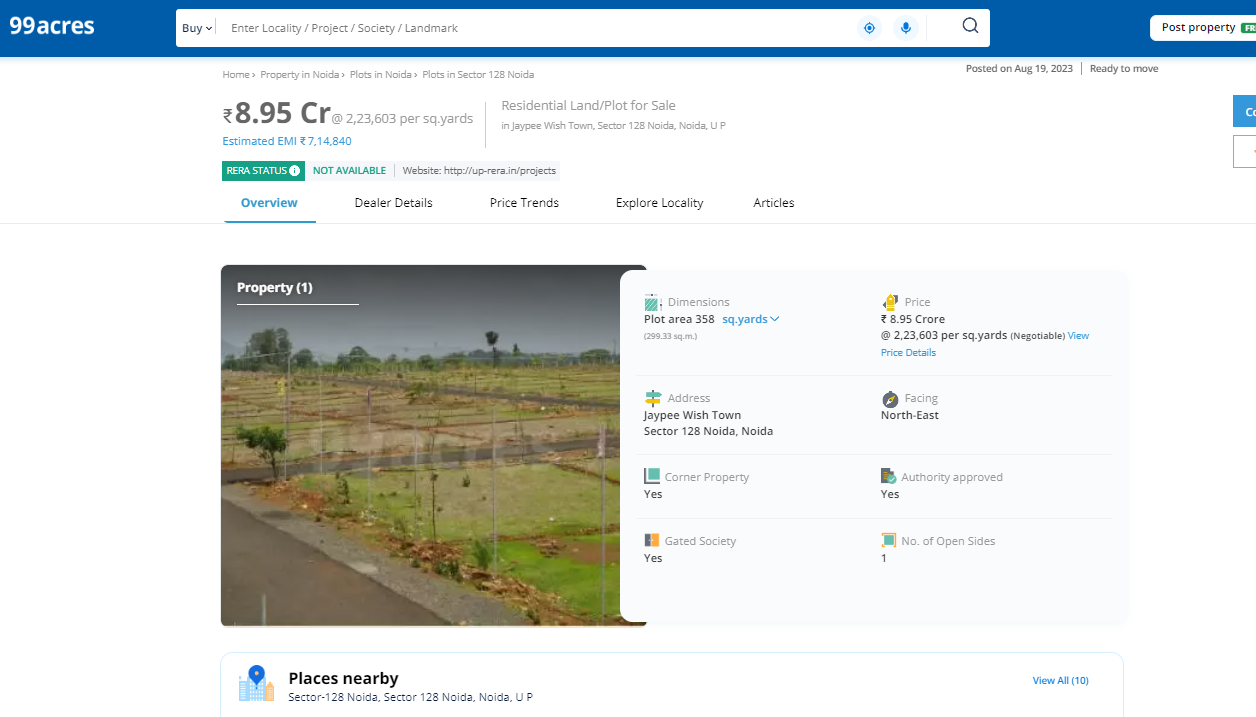 99acres
Buy
Enter Locality / Project / Society / Landmark
Post property
Home › Property in Noida › Plots in Noida › Plots in Sector 128 Noida
Posted on Aug 19, 2023 | Ready to move
₹ 8.95 Cr @ 2,23,603 per sq.yards
Estimated EMI ₹ 7,14,840
Residential Land/Plot for Sale
in Jaypee Wish Town, Sector 128 Noida, Noida, U P
RERA STATUS NOT AVAILABLE Website: http://up-rera.in/projects
Overview Dealer Details Price Trends Explore Locality Articles
Property (1)
Dimensions
Plot area 358 sq.yards
(299.33 sq.m.)
Price
₹ 8.95 Crore
@ 2,23,603 per sq.yards (Negotiable) View
Price Details
Address
Jaypee Wish Town
Sector 128 Noida, Noida
Facing
North-East
Corner Property
Yes
Authority approved
Yes
Gated Society
Yes
No. of Open Sides
1
Places nearby
Sector-128 Noida, Sector 128 Noida, Noida, U P
View All (10)